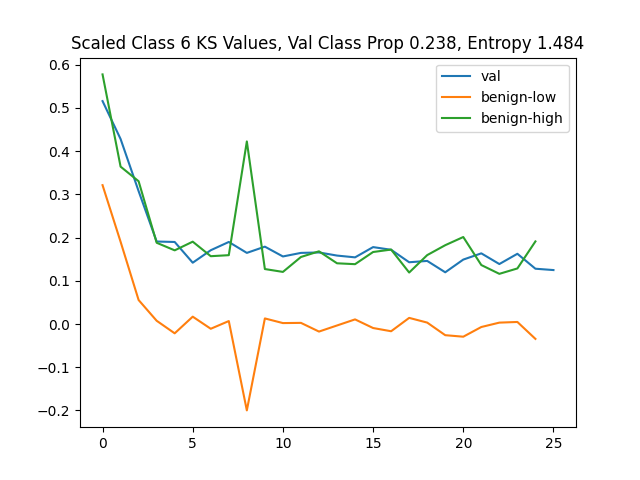 Scaled Class 6 KS Values, Val Class Prop 0.238, Entropy 1.484
val
benign-low
benign-high
0.6
0.5
0.4
0.3
0.2
0.1
0.0
−0.1
−0.2
0 5 10 15 20 25